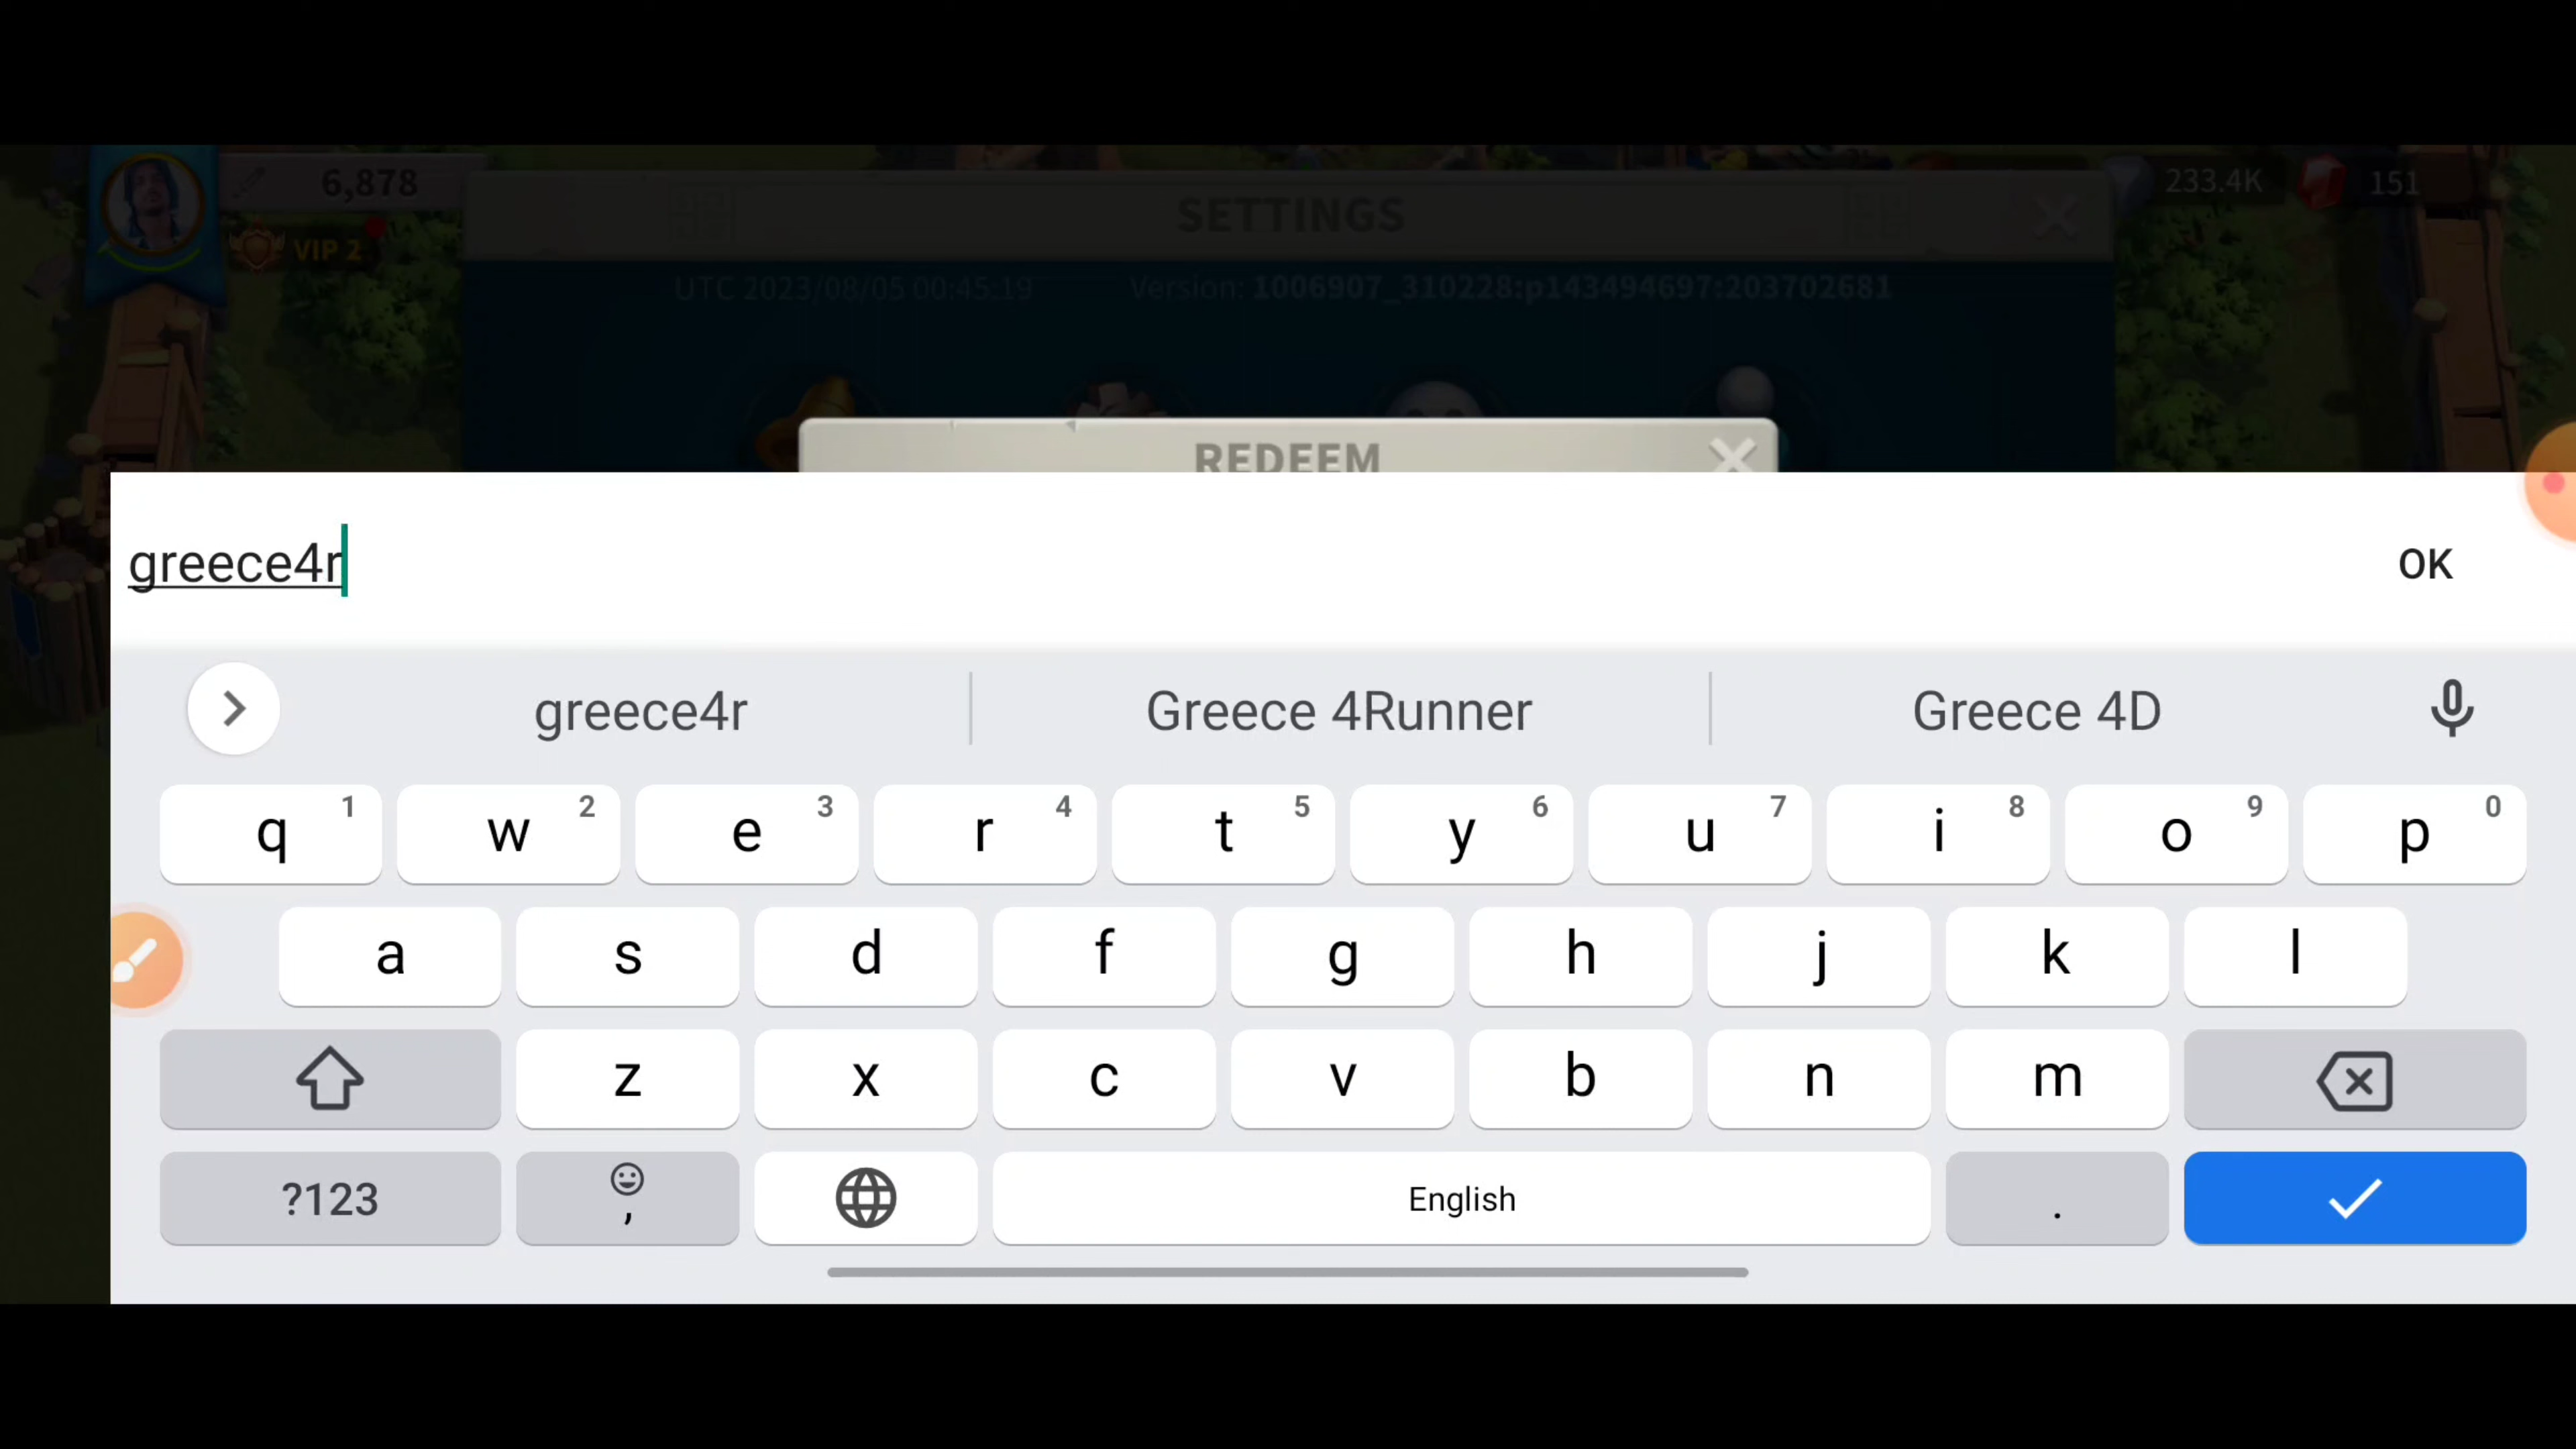 6,878
SETTINGS
233.4K
151
VIP 2
UTC 2023/08/05 00:45:19
Version: 1006907_310228:p143494697:203702681
REDEEM
greece4r
OK
greece4r
Greece 4Runner
Greece 4D
q 1 w 2 e 3 r 4 t 5 y 6 u 7 i 8 o 9 p 0
a s d f g h j k l
z x c v b n m
?123 , English .